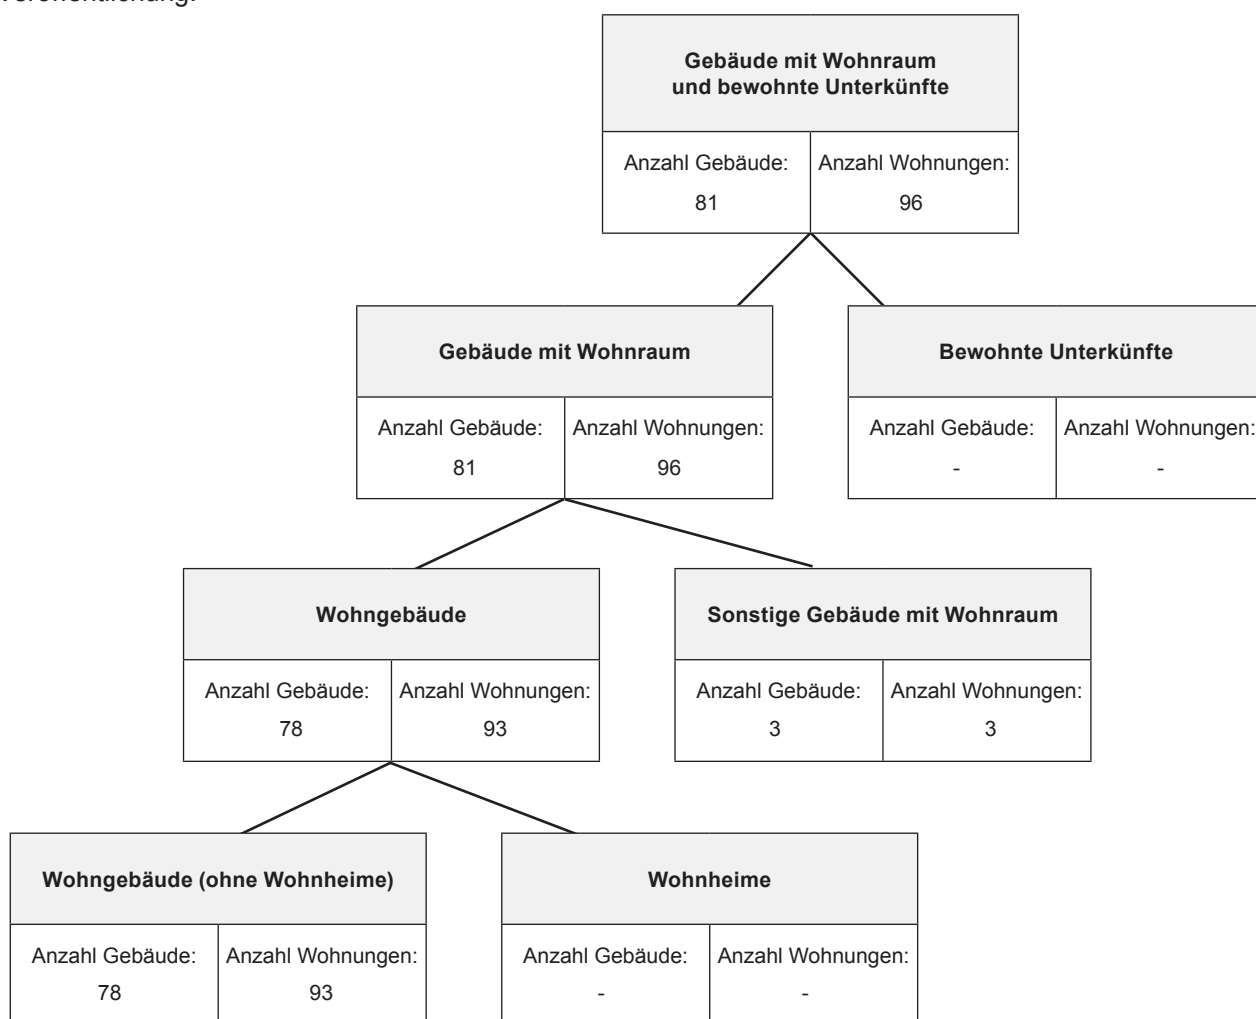 Veröffentlichung.
Gebäude mit Wohnraum
und bewohnte Unterkünfte
Anzahl Gebäude: Anzahl Wohnungen:
81 96
Gebäude mit Wohnraum
Anzahl Gebäude: Anzahl Wohnungen:
81 96
Bewohnte Unterkünfte
Anzahl Gebäude: Anzahl Wohnungen:
- -
Wohngebäude
Anzahl Gebäude: Anzahl Wohnungen:
78 93
Sonstige Gebäude mit Wohnraum
Anzahl Gebäude: Anzahl Wohnungen:
3 3
Wohngebäude (ohne Wohnheime)
Anzahl Gebäude: Anzahl Wohnungen:
78 93
Wohnheime
Anzahl Gebäude: Anzahl Wohnungen:
- -